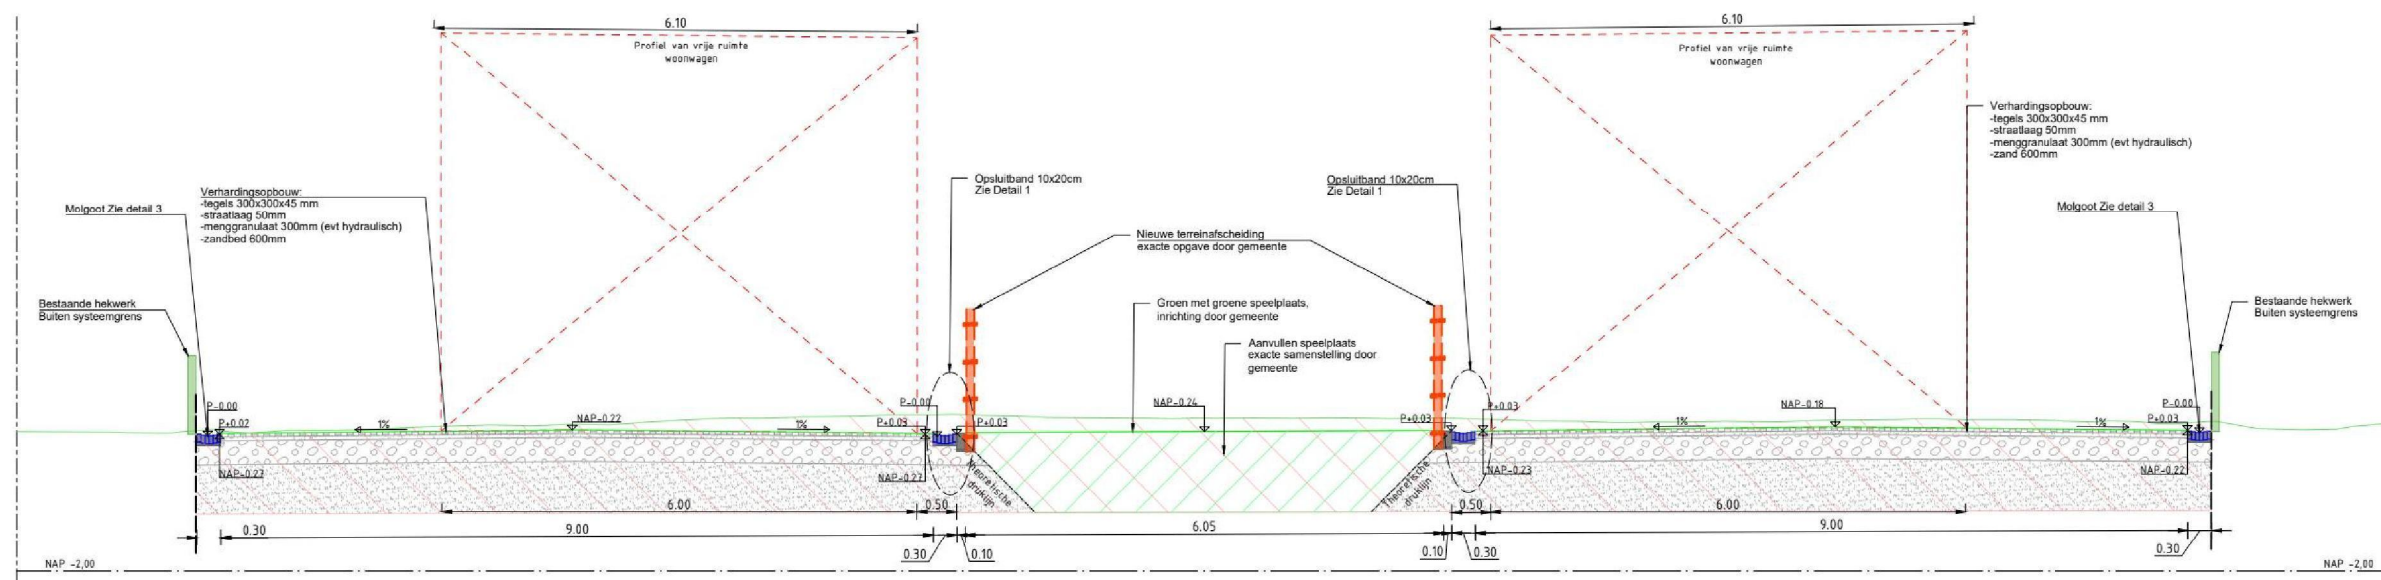 6.10
Profiel van vrije ruimte
woonwagen
6.10
Profiel van vrije ruimte
woonwagen
Verhardingsopbouw:
-tegels 300x300x45 mm
-straatlaag 50mm
-menggranulaat 300mm (evt hydraulisch)
-zand 600mm
Opsluitband 10x20cm
Zie Detail 1
Opsluitband 10x20cm
Zie Detail 1
Verhardingsopbouw:
-tegels 300x300x45 mm
-straatlaag 50mm
-menggranulaat 300mm (evt hydraulisch)
-zandbed 600mm
Molgoot Zie detail 3
Molgoot Zie detail 3
Nieuwe terreinafscheiding
exacte opgave door gemeente
Bestaande hekwerk
Buiten systeemgrens
Groen met groene speelplaats,
inrichting door gemeente
Bestaande hekwerk
Buiten systeemgrens
Aanvullen speelplaats
exacte samenstelling door
gemeente
P-0.00
P+0.02
1%
NAP-0.22
1%
P-0.00
P+0.03
P+0.03
NAP-0.24
P+0.03
P+0.03
1%
NAP-0.18
1%
P-0.00
P+0.03
NAP-0.27
NAP-0.27
NAP-0.23
NAP-0.22
Theoretische
druklijn
Theoretische
druklijn
6.00
0.50
0.50
6.00
0.30
9.00
6.05
9.00
0.30
0.10
0.10
0.30
0.30
NAP -2,00
NAP -2,00